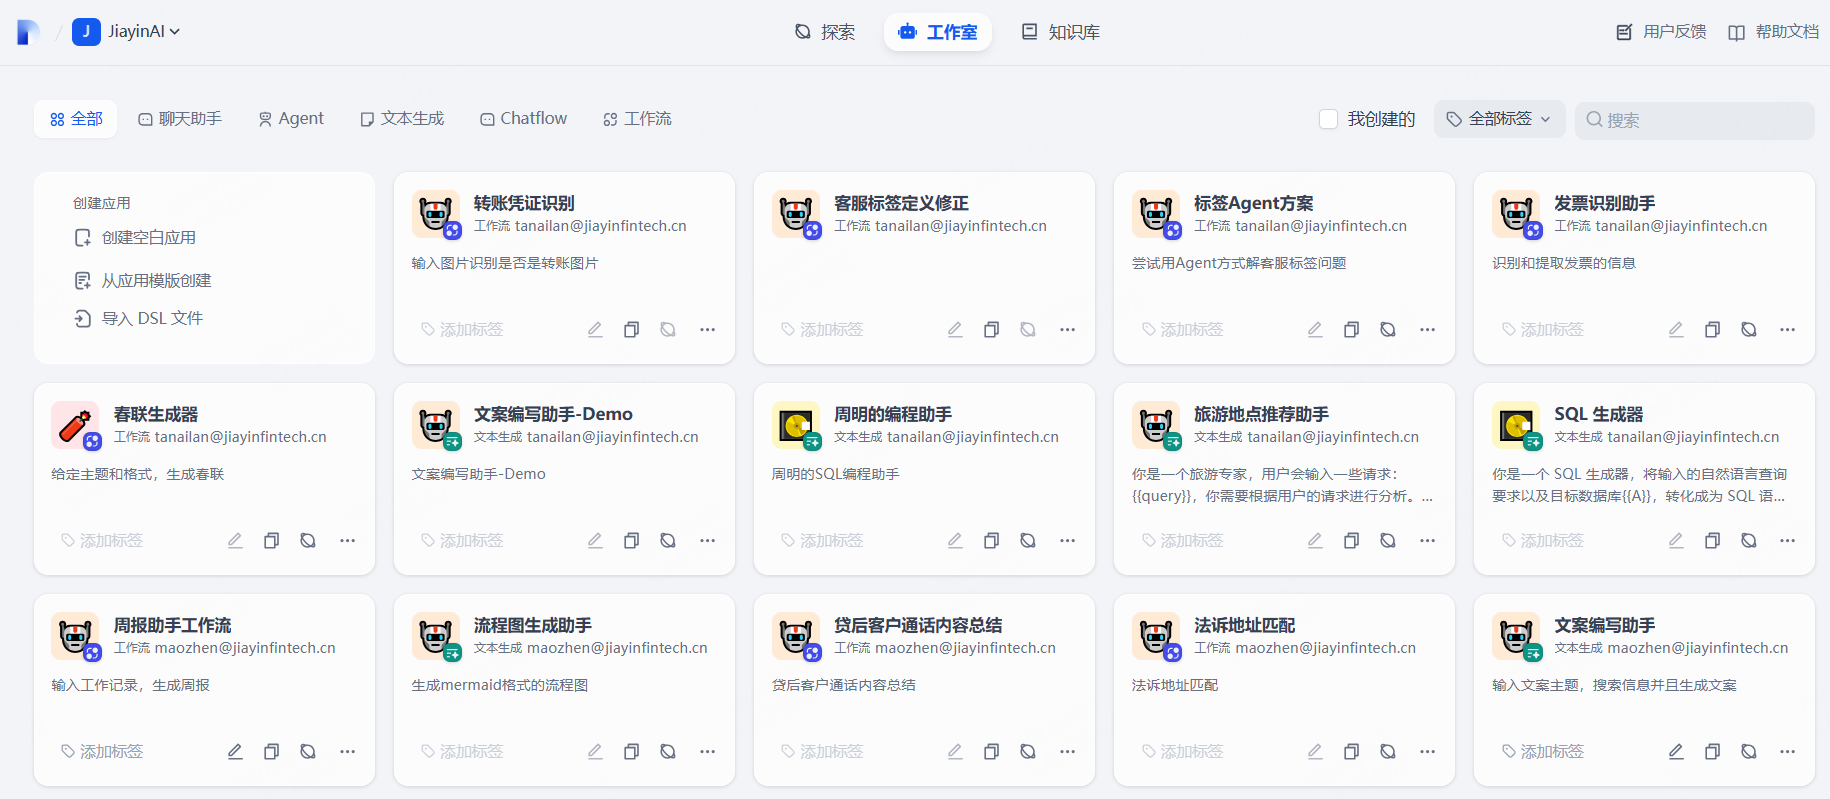 J JiayinAI
探索
工作室
知识库
用户反馈
帮助文档
全部
聊天助手
Agent
文本生成
Chatflow
工作流
我创建的
全部标签
搜索
创建应用
创建空白应用
从应用模版创建
导入 DSL 文件
转账凭证识别
工作流 tanailan@jiayinfintech.cn
输入图片识别是否是转账图片
添加标签
客服标签定义修正
工作流 tanailan@jiayinfintech.cn
添加标签
标签Agent方案
工作流 tanailan@jiayinfintech.cn
尝试用Agent方式解客服标签问题
添加标签
发票识别助手
工作流 tanailan@jiayinfintech.cn
识别和提取发票的信息
添加标签
春联生成器
工作流 tanailan@jiayinfintech.cn
给定主题和格式，生成春联
添加标签
文案编写助手-Demo
文本生成 tanailan@jiayinfintech.cn
文案编写助手-Demo
添加标签
周明的编程助手
文本生成 tanailan@jiayinfintech.cn
周明的SQL编程助手
添加标签
旅游地点推荐助手
文本生成 tanailan@jiayinfintech.cn
你是一个旅游专家，用户会输入一些请求：
{{query}}，你需要根据用户的请求进行分析。...
添加标签
SQL 生成器
文本生成 tanailan@jiayinfintech.cn
你是一个 SQL 生成器，将输入的自然语言查询
要求以及目标数据库{{A}}，转化成为 SQL 语...
添加标签
周报助手工作流
工作流 maozhen@jiayinfintech.cn
输入工作记录，生成周报
添加标签
流程图生成助手
文本生成 maozhen@jiayinfintech.cn
生成mermaid格式的流程图
添加标签
贷后客户通话内容总结
工作流 maozhen@jiayinfintech.cn
贷后客户通话内容总结
添加标签
法诉地址匹配
工作流 maozhen@jiayinfintech.cn
法诉地址匹配
添加标签
文案编写助手
文本生成 maozhen@jiayinfintech.cn
输入文案主题，搜索信息并且生成文案
添加标签